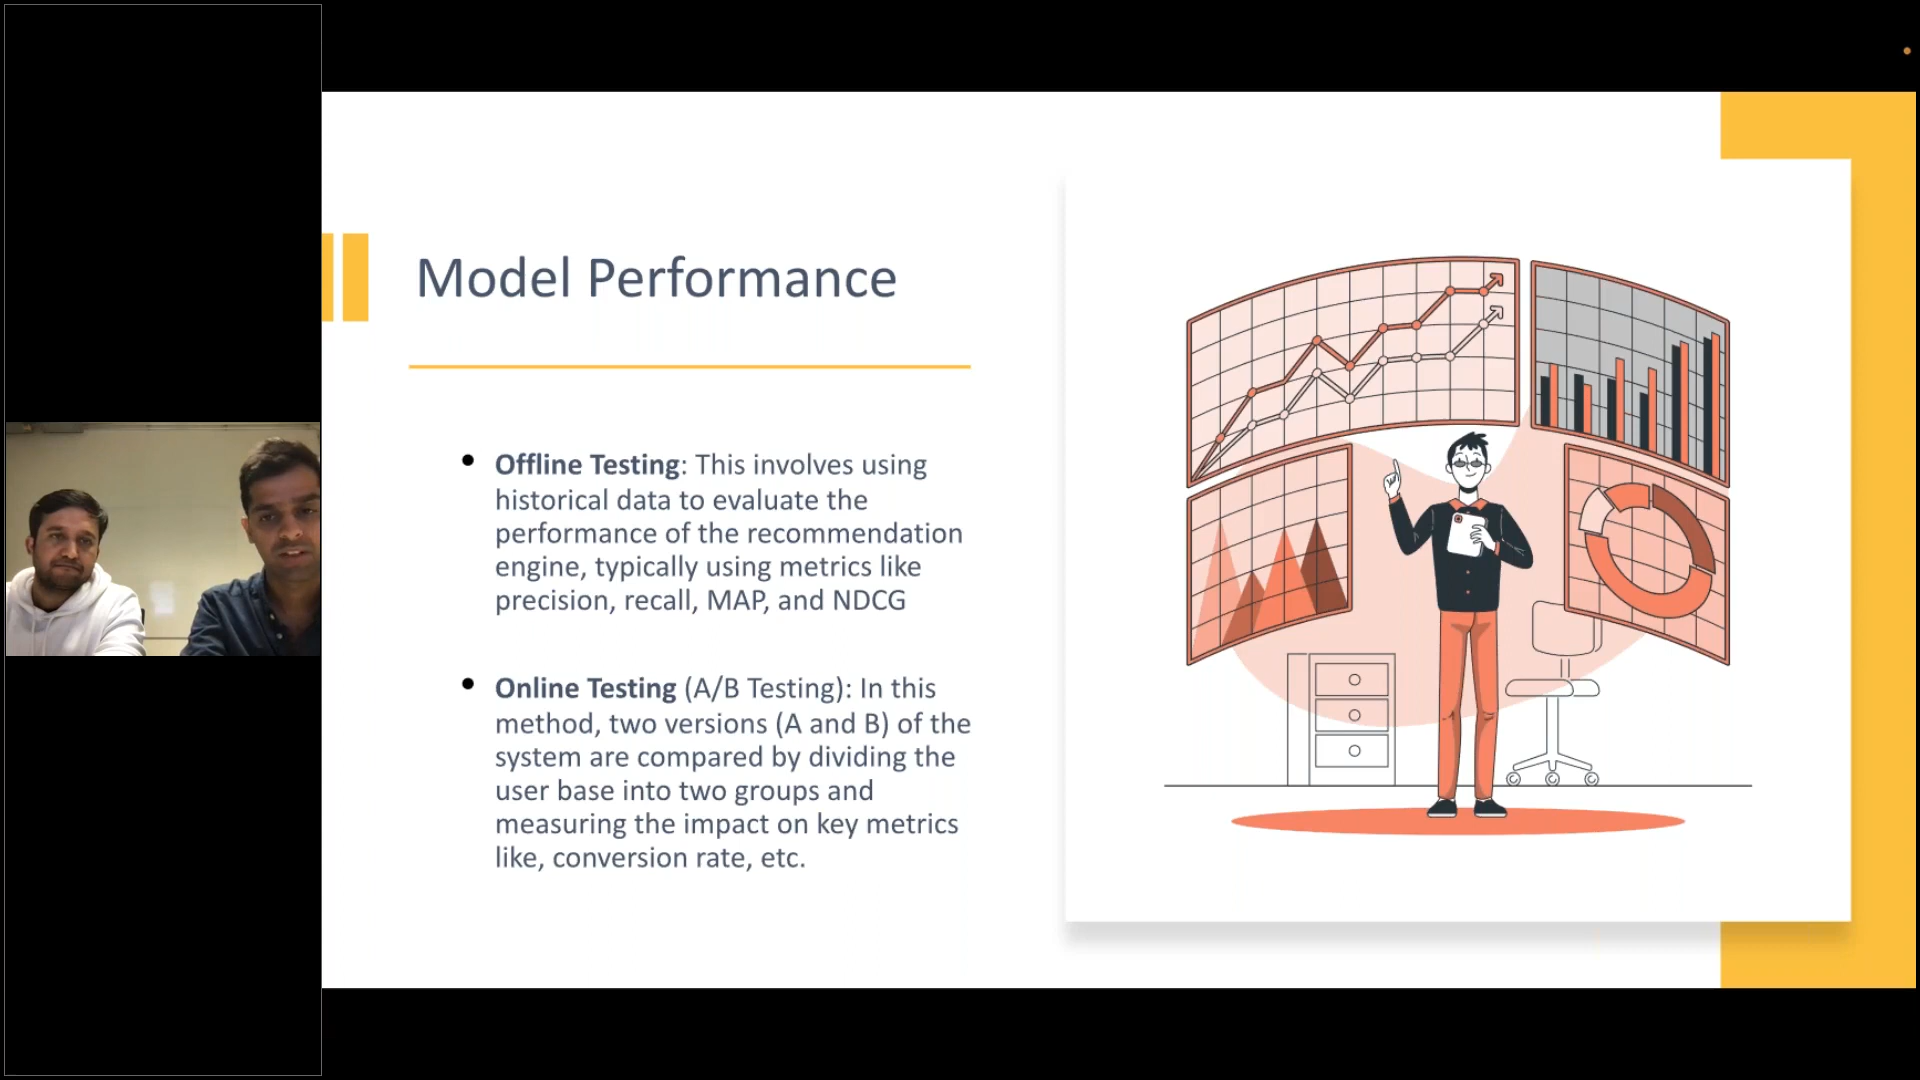 Model Performance
• Offline Testing: This involves using
historical data to evaluate the
performance of the recommendation
engine, typically using metrics like
precision, recall, MAP, and NDCG
• Online Testing (A/B Testing): In this
method, two versions (A and B) of the
system are compared by dividing the
user base into two groups and
measuring the impact on key metrics
like, conversion rate, etc.